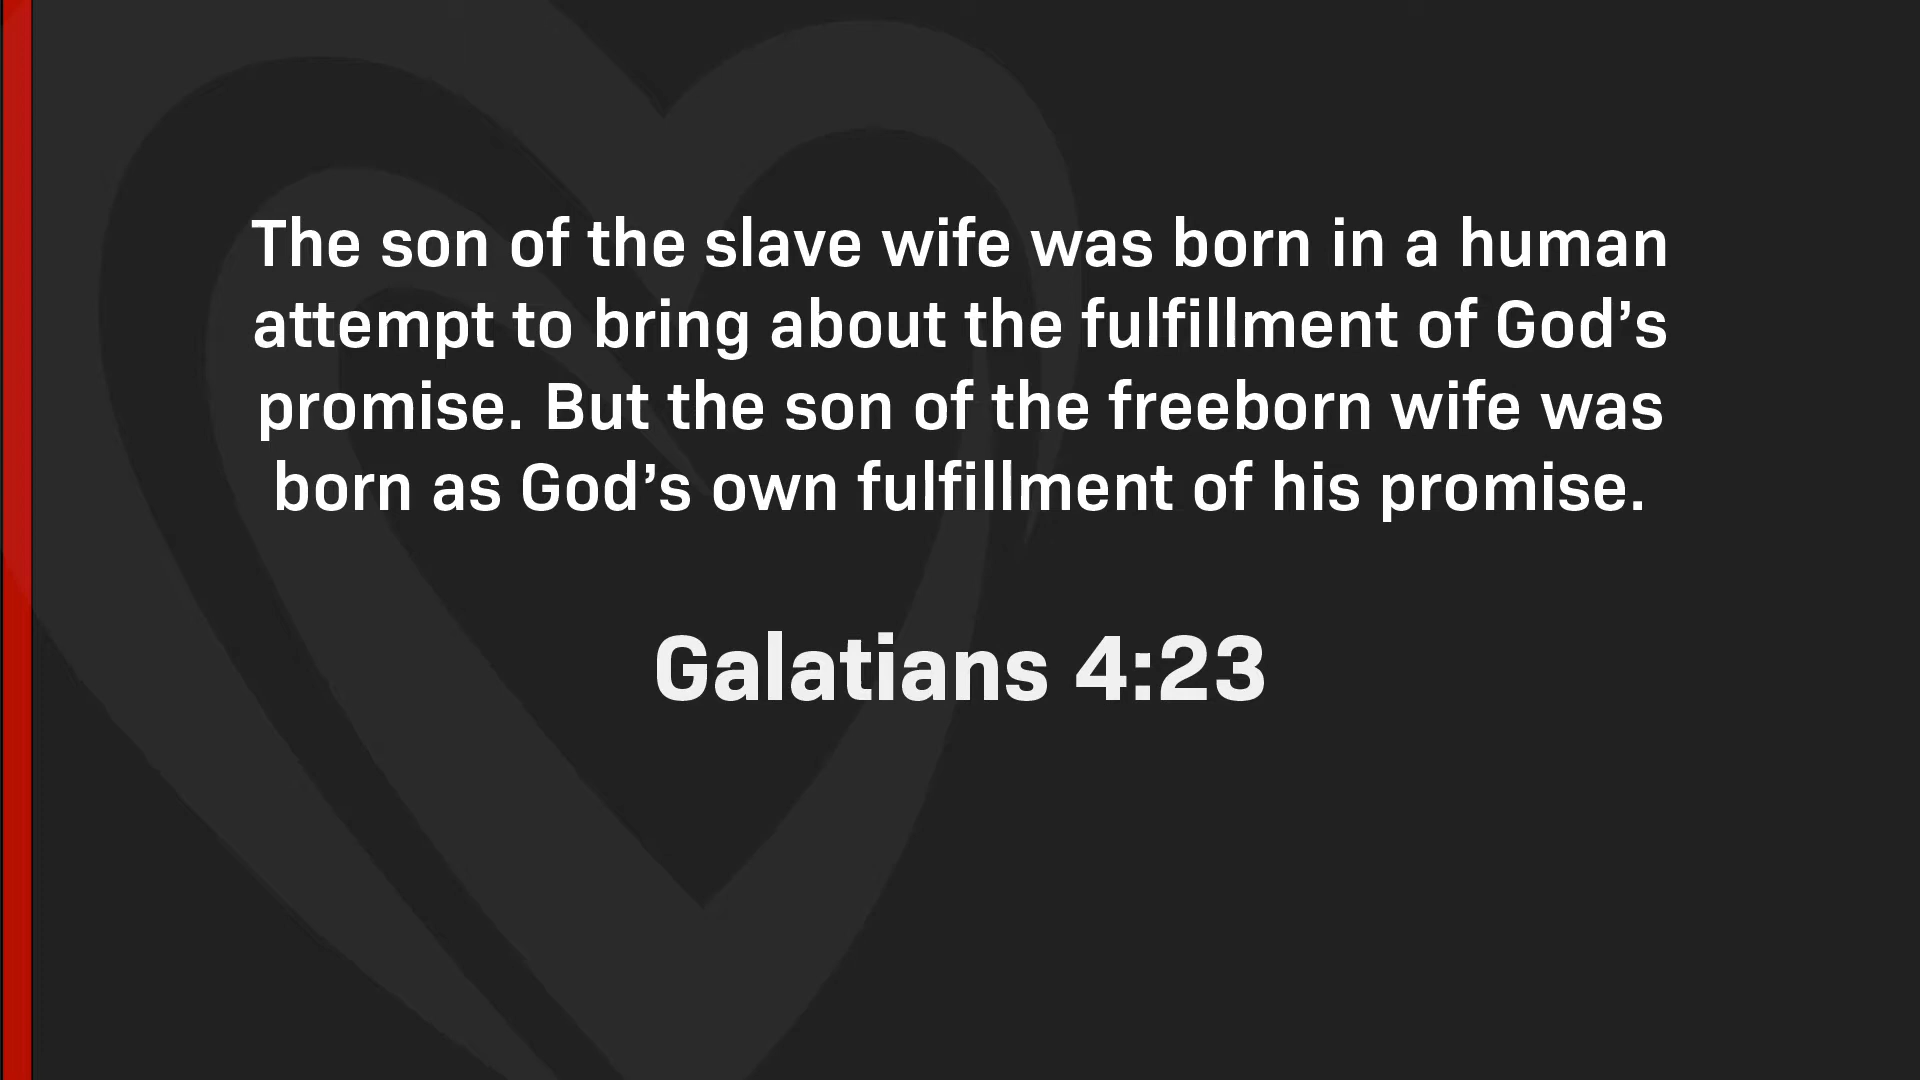 The son of the slave wife was born in a human
attempt to bring about the fulfillment of God’s
promise. But the son of the freeborn wife was
born as God’s own fulfillment of his promise.
Galatians 4:23